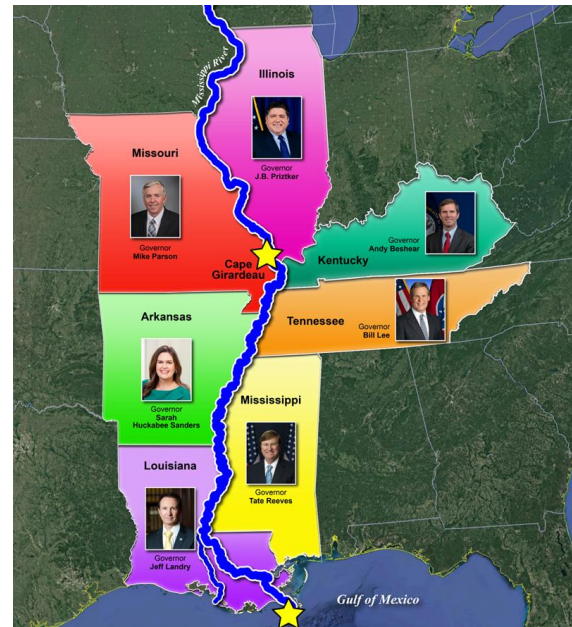 Mississippi River
Illinois
Governor
J.B. Priztker
Missouri
Governor
Mike Parson
Governor
Andy Beshear
Kentucky
Cape
Girardeau
Arkansas
Governor
Sarah
Huckabee Sanders
Tennessee
Governor
Bill Lee
Mississippi
Governor
Tate Reeves
Louisiana
Governor
Jeff Landry
Gulf of Mexico